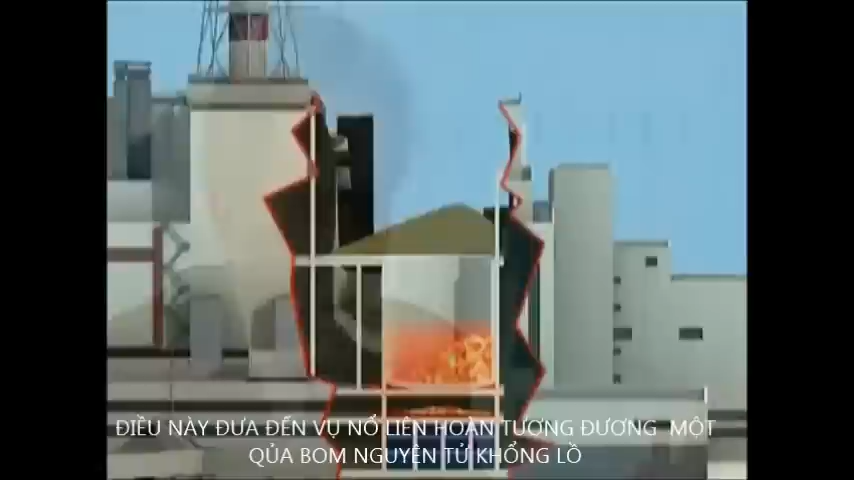 ĐIỀU NÀY ĐƯA ĐẾN VỤ NỔ LIÊN HOÀN TƯƠNG ĐƯƠNG MỘT
QỦA BOM NGUYÊN TỬ KHỔNG LỒ